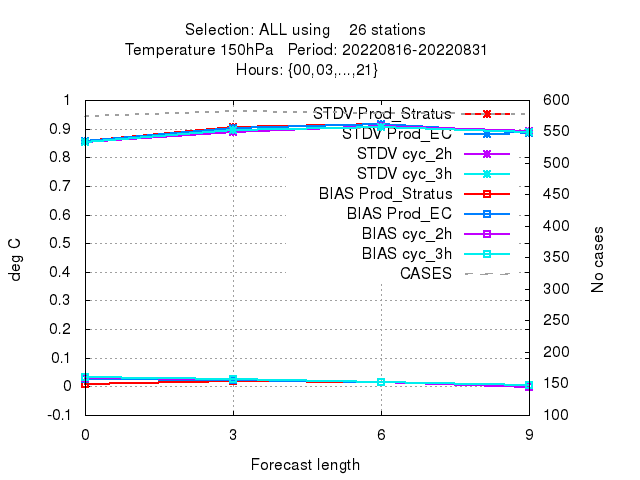 Selection: ALL using 26 stations
Temperature 150hPa Period: 20220816-20220831
Hours: {00,03,...,21}
1 600
0.9 550
0.8 500
0.7 450
0.6 400
0.5 350
0.4 300
0.3 250
0.2 200
0.1 150
0 100
-0.1
deg C
No cases
STDV Prod_Stratus
STDV Prod_EC
STDV cyc_2h
STDV cyc_3h
BIAS Prod_Stratus
BIAS Prod_EC
BIAS cyc_2h
BIAS cyc_3h
CASES
0 3 6 9
Forecast length